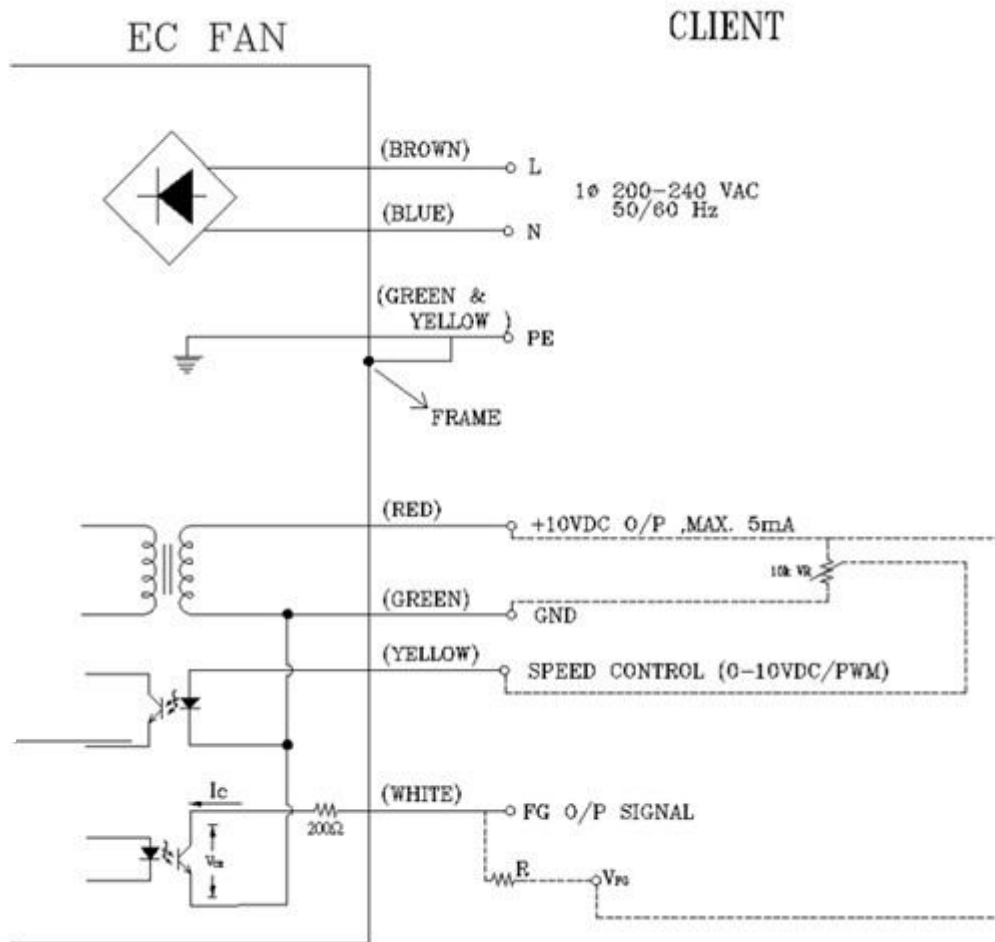 EC FAN
CLIENT
(BROWN)
L
1ø 200-240 VAC
50/60 Hz
(BLUE)
N
(GREEN &
YELLOW )
PE
FRAME
(RED)
+10VDC O/P ,MAX. 5mA
10k VR
(GREEN)
GND
(YELLOW)
SPEED CONTROL (0-10VDC/PWM)
Ic
(WHITE)
FG O/P SIGNAL
200Ω
VCE
R
VFG